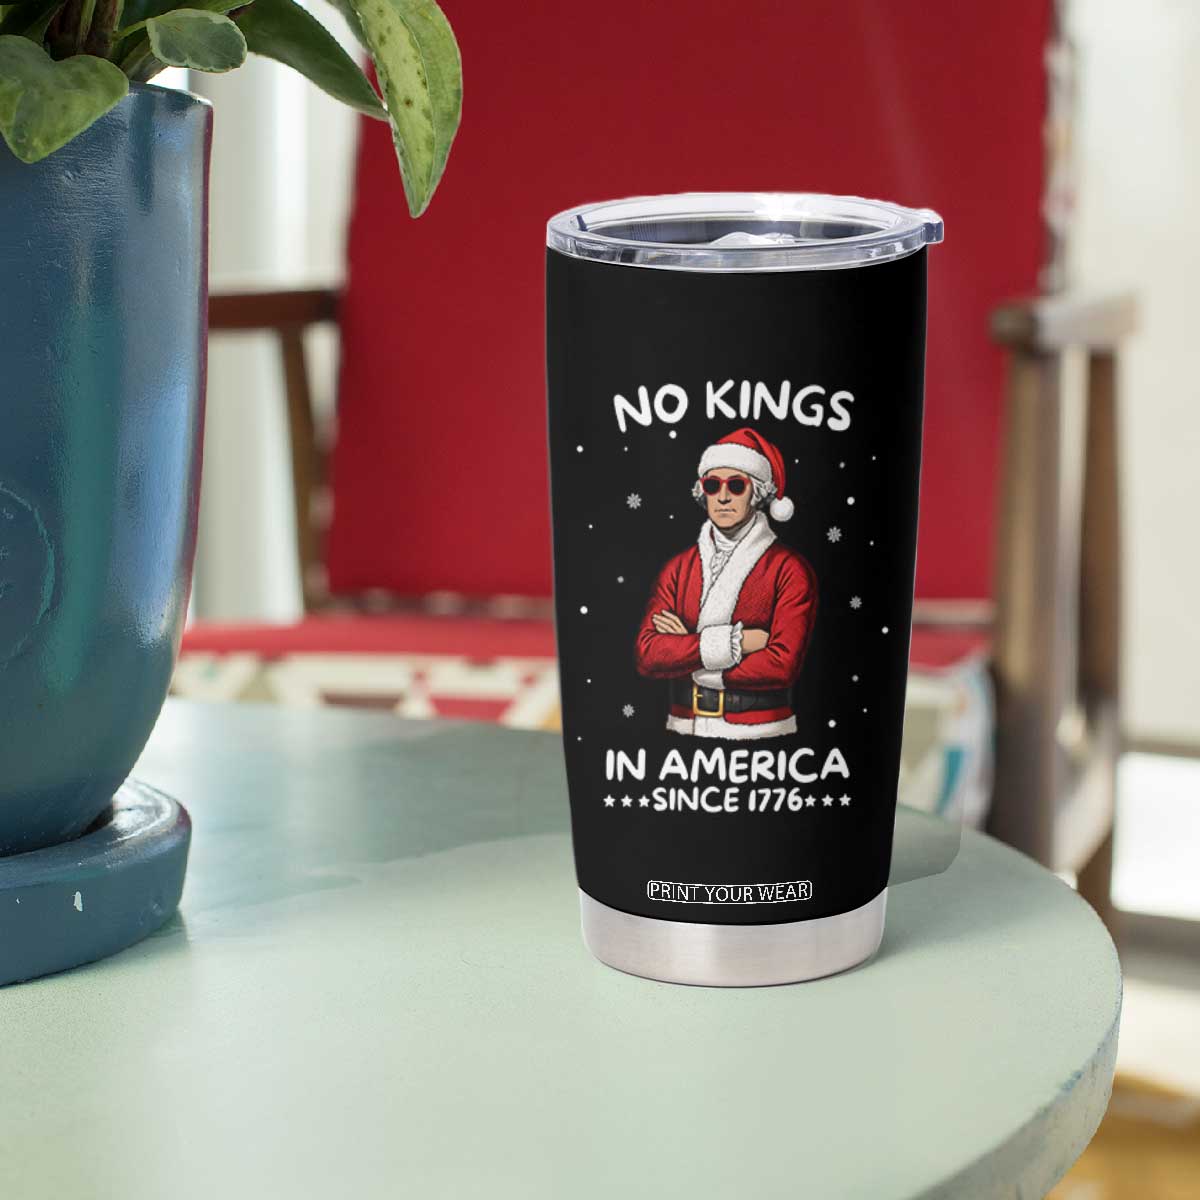 NO KINGS
IN AMERICA
★★★SINCE 1776★★★
PRINT YOUR WEAR